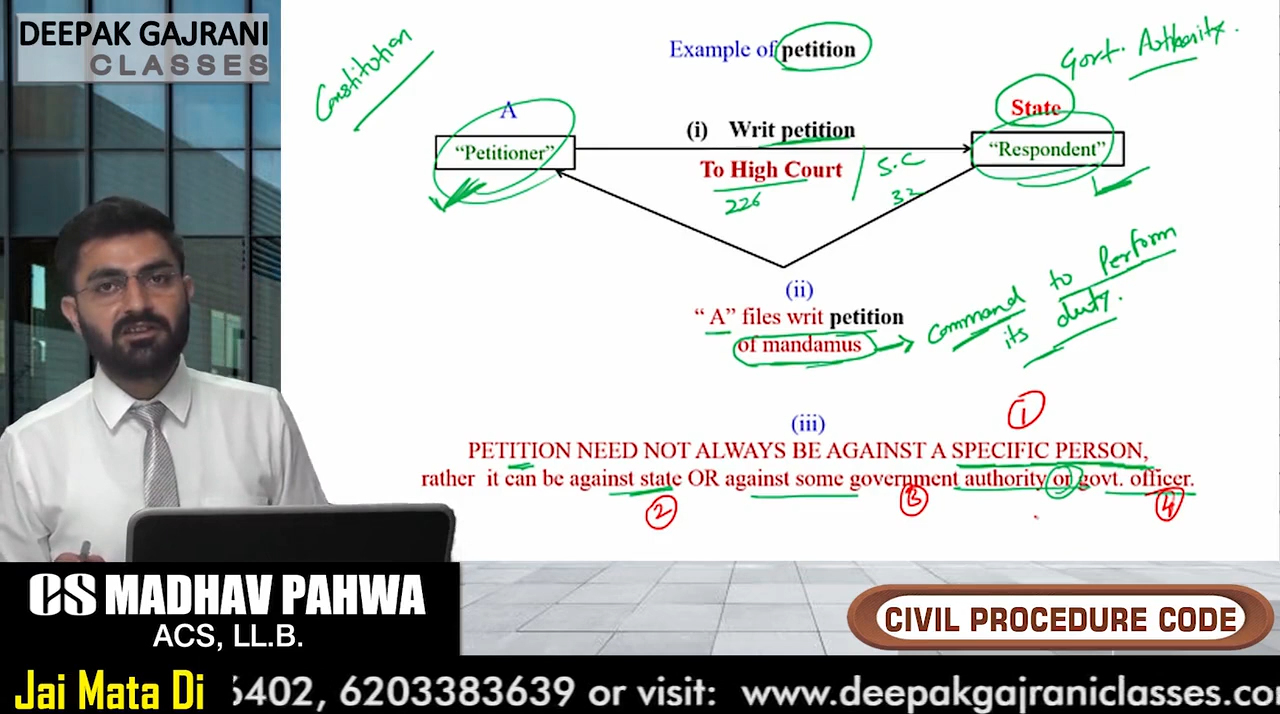 DEEPAK GAJRANI
CLASSES
Constitution
Example of petition
Govt. Authority.
A
State
"Petitioner"
(i) Writ petition
"Respondent"
To High Court / S.C
226
32
(ii)
" A" files writ petition
of mandamus
command to Perform
its duty.
(iii)
1
PETITION NEED NOT ALWAYS BE AGAINST A SPECIFIC PERSON,
rather it can be against state OR against some government authority or govt. officer.
2
3
4
CS MADHAV PAHWA
ACS, LL.B.
CIVIL PROCEDURE CODE
Jai Mata Di
6402, 6203383639 or visit: www.deepakgajraniclasses.co